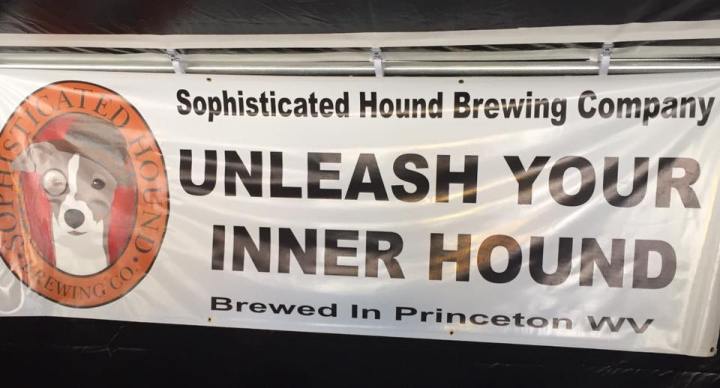 Sophisticated Hound Brewing Company
UNLEASH YOUR
INNER HOUND
Brewed In Princeton WV
SOPHISTICATED HOUND
BREWING CO.